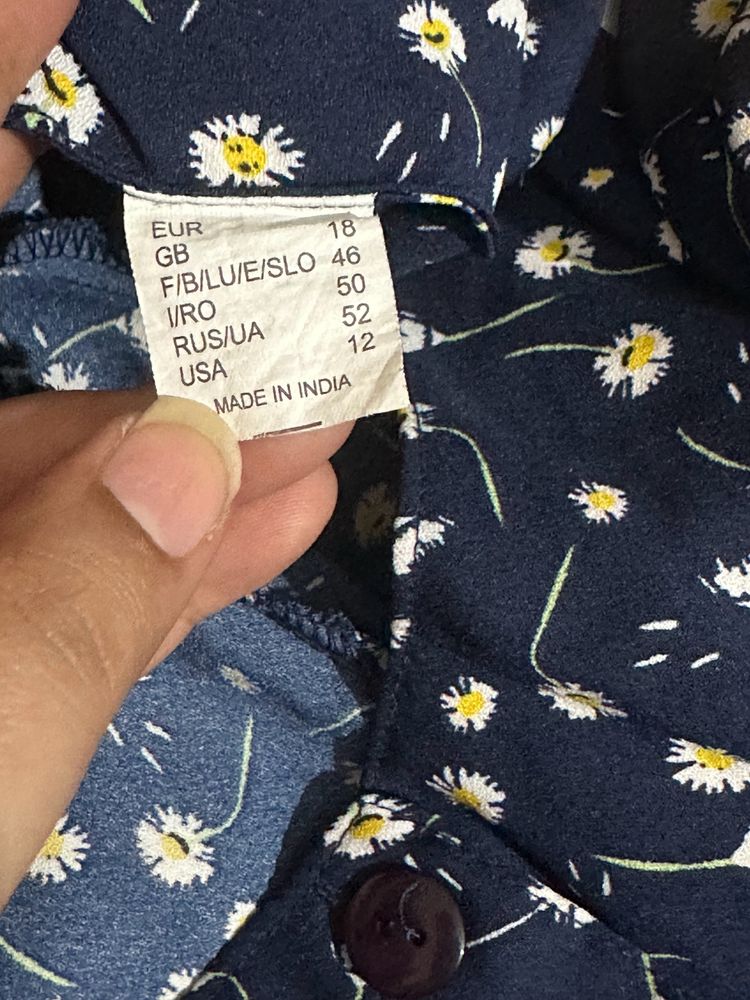 EUR
GB 18
F/B/LU/E/SLO 46
I/RO 50
RUS/UA 52
USA 12
MADE IN INDIA